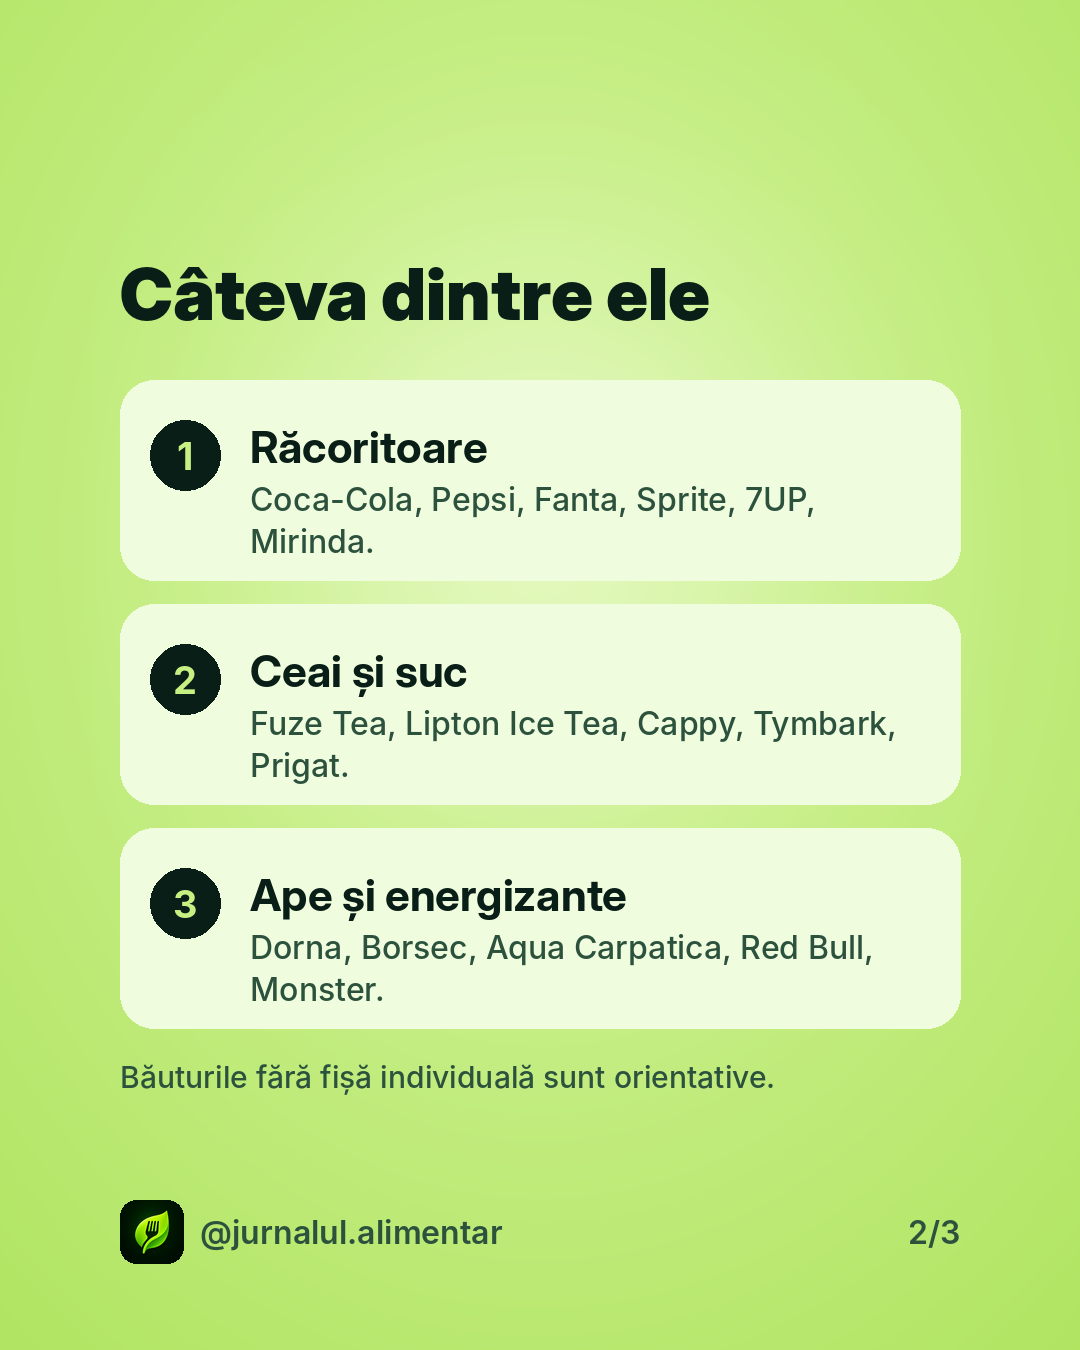 Câteva dintre ele
1
Răcoritoare
Coca-Cola, Pepsi, Fanta, Sprite, 7UP,
Mirinda.
2
Ceai și suc
Fuze Tea, Lipton Ice Tea, Cappy, Tymbark,
Prigat.
3
Ape și energizante
Dorna, Borsec, Aqua Carpatica, Red Bull,
Monster.
Băuturile fără fișă individuală sunt orientative.
@jurnalul.alimentar
2/3